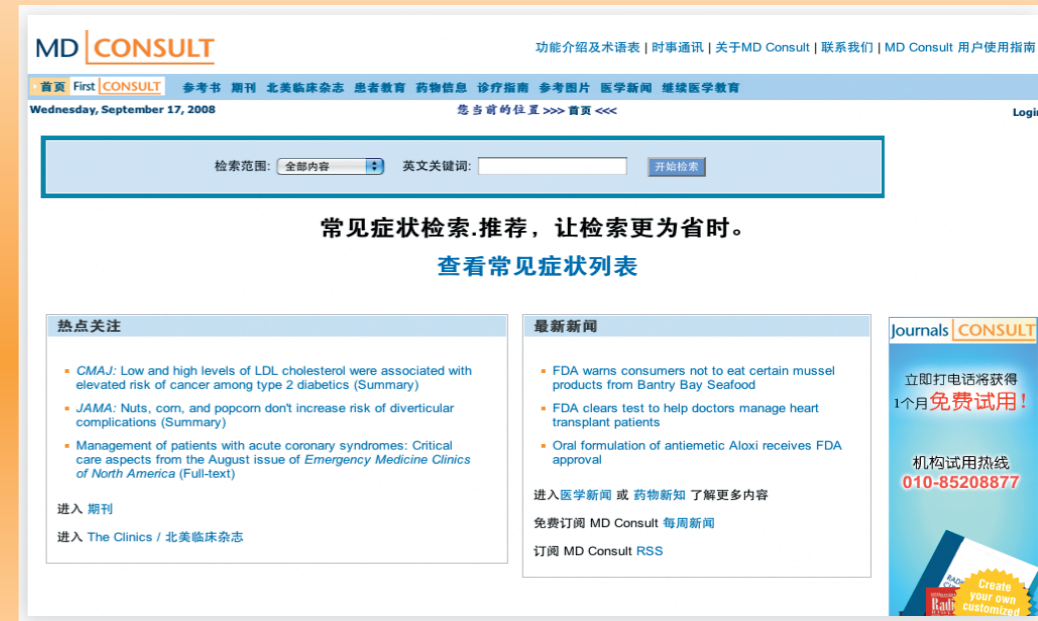 MD CONSULT
功能介绍及术语表 | 时事通讯 | 关于MD Consult | 联系我们 | MD Consult 用户使用指南
首页 First CONSULT 参考书 期刊 北美临床杂志 患者教育 药物信息 诊疗指南 参考图片 医学新闻 继续医学教育
Wednesday, September 17, 2008 您当前的位置 >>> 首页 <<< Login
检索范围: 全部内容 英文关键词: 开始检索
常见症状检索.推荐，让检索更为省时。
查看常见症状列表
热点关注
CMAJ: Low and high levels of LDL cholesterol were associated with
elevated risk of cancer among type 2 diabetics (Summary)
JAMA: Nuts, corn, and popcorn don't increase risk of diverticular
complications (Summary)
Management of patients with acute coronary syndromes: Critical
care aspects from the August issue of Emergency Medicine Clinics
of North America (Full-text)
进入 期刊
进入 The Clinics / 北美临床杂志
最新新闻
FDA warns consumers not to eat certain mussel
products from Bantry Bay Seafood
FDA clears test to help doctors manage heart
transplant patients
Oral formulation of antiemetic Aloxi receives FDA
approval
进入医学新闻 或 药物新知 了解更多内容
免费订阅 MD Consult 每周新闻
订阅 MD Consult RSS
Journals CONSULT
立即打电话将获得
1个月免费试用！
机构试用热线
010-85208877
Create
your own
customized